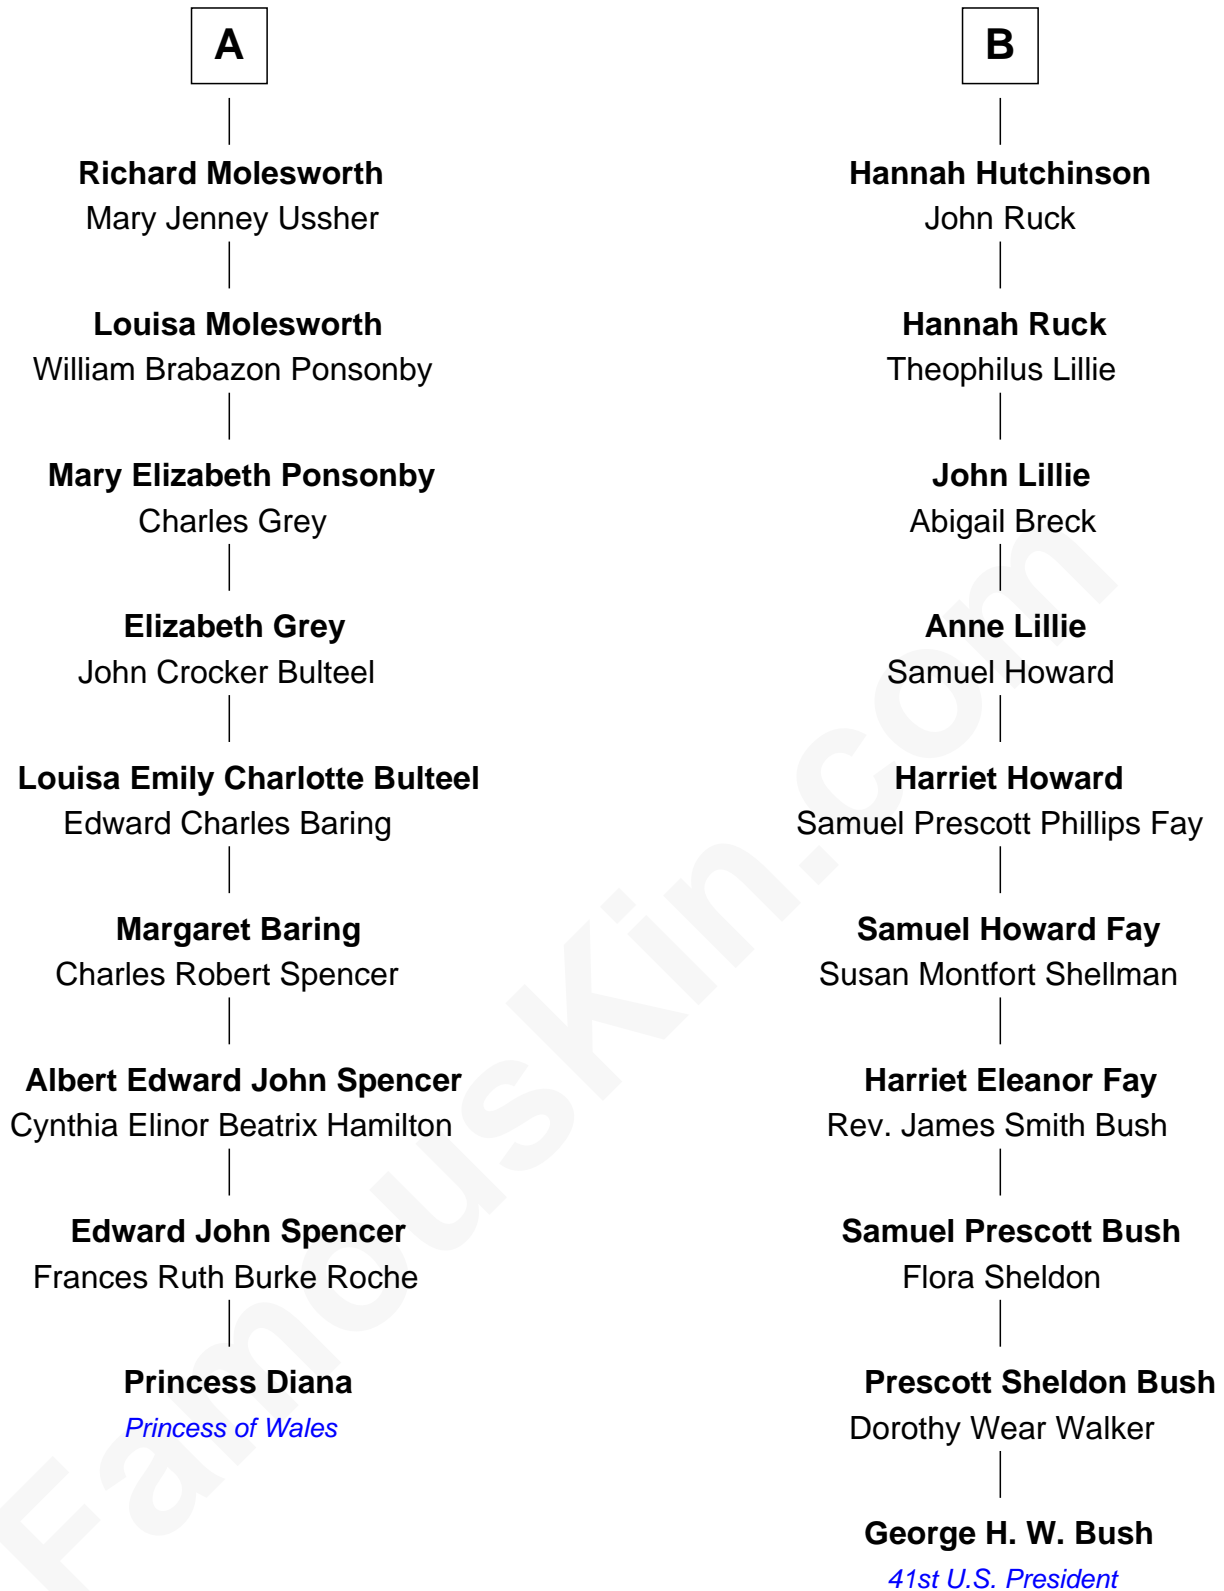 A
Richard Molesworth
Mary Jenney Ussher
Louisa Molesworth
William Brabazon Ponsonby
Mary Elizabeth Ponsonby
Charles Grey
Elizabeth Grey
John Crocker Bulteel
Louisa Emily Charlotte Bulteel
Edward Charles Baring
Margaret Baring
Charles Robert Spencer
Albert Edward John Spencer
Cynthia Elinor Beatrix Hamilton
Edward John Spencer
Frances Ruth Burke Roche
Princess Diana
Princess of Wales
B
Hannah Hutchinson
John Ruck
Hannah Ruck
Theophilus Lillie
John Lillie
Abigail Breck
Anne Lillie
Samuel Howard
Harriet Howard
Samuel Prescott Phillips Fay
Samuel Howard Fay
Susan Montfort Shellman
Harriet Eleanor Fay
Rev. James Smith Bush
Samuel Prescott Bush
Flora Sheldon
Prescott Sheldon Bush
Dorothy Wear Walker
George H. W. Bush
41st U.S. President
FamousKin.com